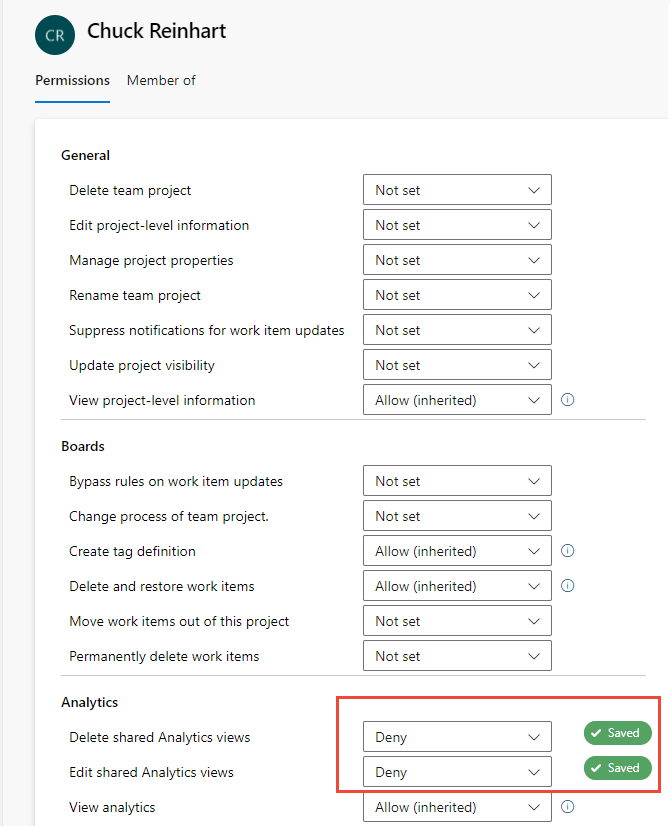 CR
Chuck Reinhart
Permissions Member of
General
Delete team project Not set
Edit project-level information Not set
Manage project properties Not set
Rename team project Not set
Suppress notifications for work item updates Not set
Update project visibility Not set
View project-level information Allow (inherited)
Boards
Bypass rules on work item updates Not set
Change process of team project. Not set
Create tag definition Allow (inherited)
Delete and restore work items Allow (inherited)
Move work items out of this project Not set
Permanently delete work items Not set
Analytics
Delete shared Analytics views Deny Saved
Edit shared Analytics views Deny Saved
View analytics Allow (inherited)